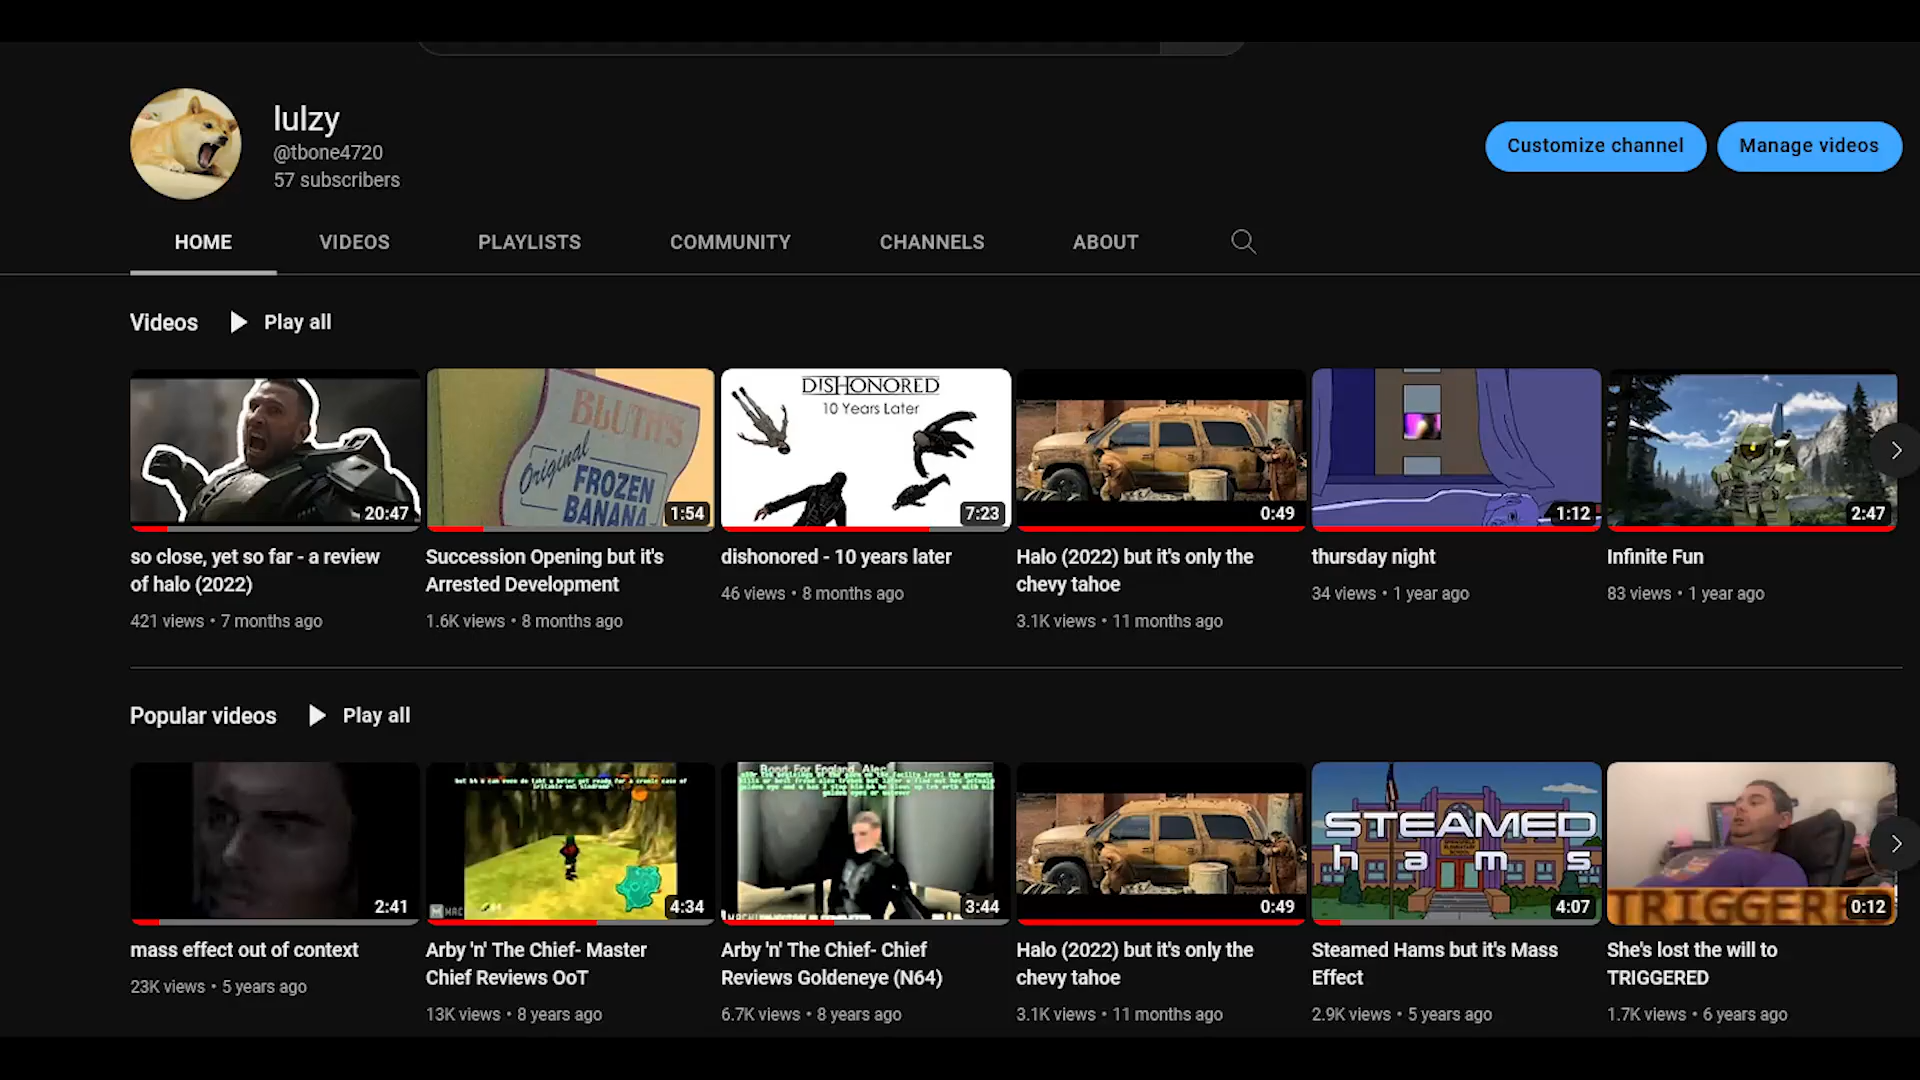 lulzy
@tbone4720
57 subscribers
Customize channel
Manage videos
HOME
VIDEOS
PLAYLISTS
COMMUNITY
CHANNELS
ABOUT
Videos
Play all
20:47
BLUTH'S
Original
FROZEN
BANANA
1:54
DISHONORED
10 Years Later
7:23
0:49
1:12
2:47
so close, yet so far - a review
of halo (2022)
421 views • 7 months ago
Succession Opening but it's
Arrested Development
1.6K views • 8 months ago
dishonored - 10 years later
46 views • 8 months ago
Halo (2022) but it's only the
chevy tahoe
3.1K views • 11 months ago
thursday night
34 views • 1 year ago
Infinite Fun
83 views • 1 year ago
Popular videos
Play all
2:41
4:34
Bond: For England, Alec?
3:44
0:49
STEAMED
hams
4:07
TRIGGERED
0:12
mass effect out of context
23K views • 5 years ago
Arby 'n' The Chief- Master
Chief Reviews OoT
13K views • 8 years ago
Arby 'n' The Chief- Chief
Reviews Goldeneye (N64)
6.7K views • 8 years ago
Halo (2022) but it's only the
chevy tahoe
3.1K views • 11 months ago
Steamed Hams but it's Mass
Effect
2.9K views • 5 years ago
She's lost the will to
TRIGGERED
1.7K views • 6 years ago